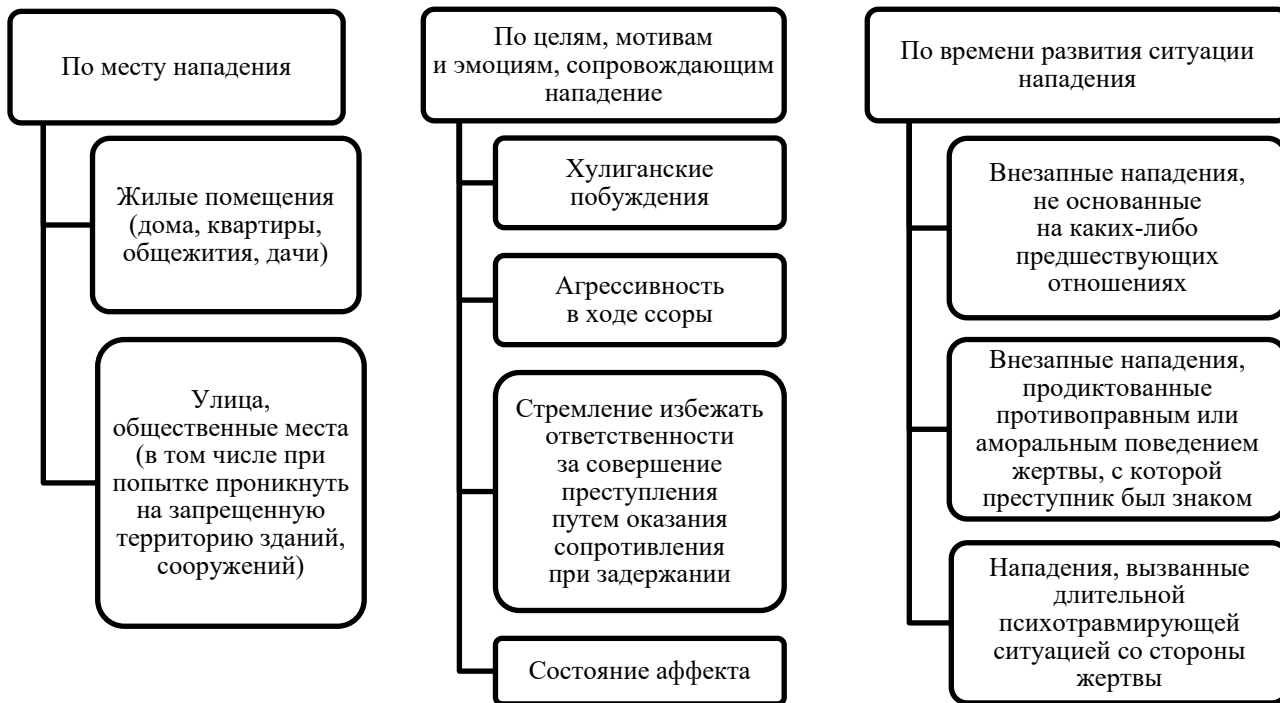 По месту нападения
Жилые помещения
(дома, квартиры,
общежития, дачи)
Улица,
общественные места
(в том числе при
попытке проникнуть
на запрещенную
территорию зданий,
сооружений)
По целям, мотивам
и эмоциям, сопровождающим
нападение
Хулиганские
побуждения
Агрессивность
в ходе ссоры
Стремление избежать
ответственности
за совершение
преступления
путем оказания
сопротивления
при задержании
Состояние аффекта
По времени развития ситуации
нападения
Внезапные нападения,
не основанные
на каких-либо
предшествующих
отношениях
Внезапные нападения,
продиктованные
противоправным или
аморальным поведением
жертвы, с которой
преступник был знаком
Нападения, вызванные
длительной
психотравмирующей
ситуацией со стороны
жертвы